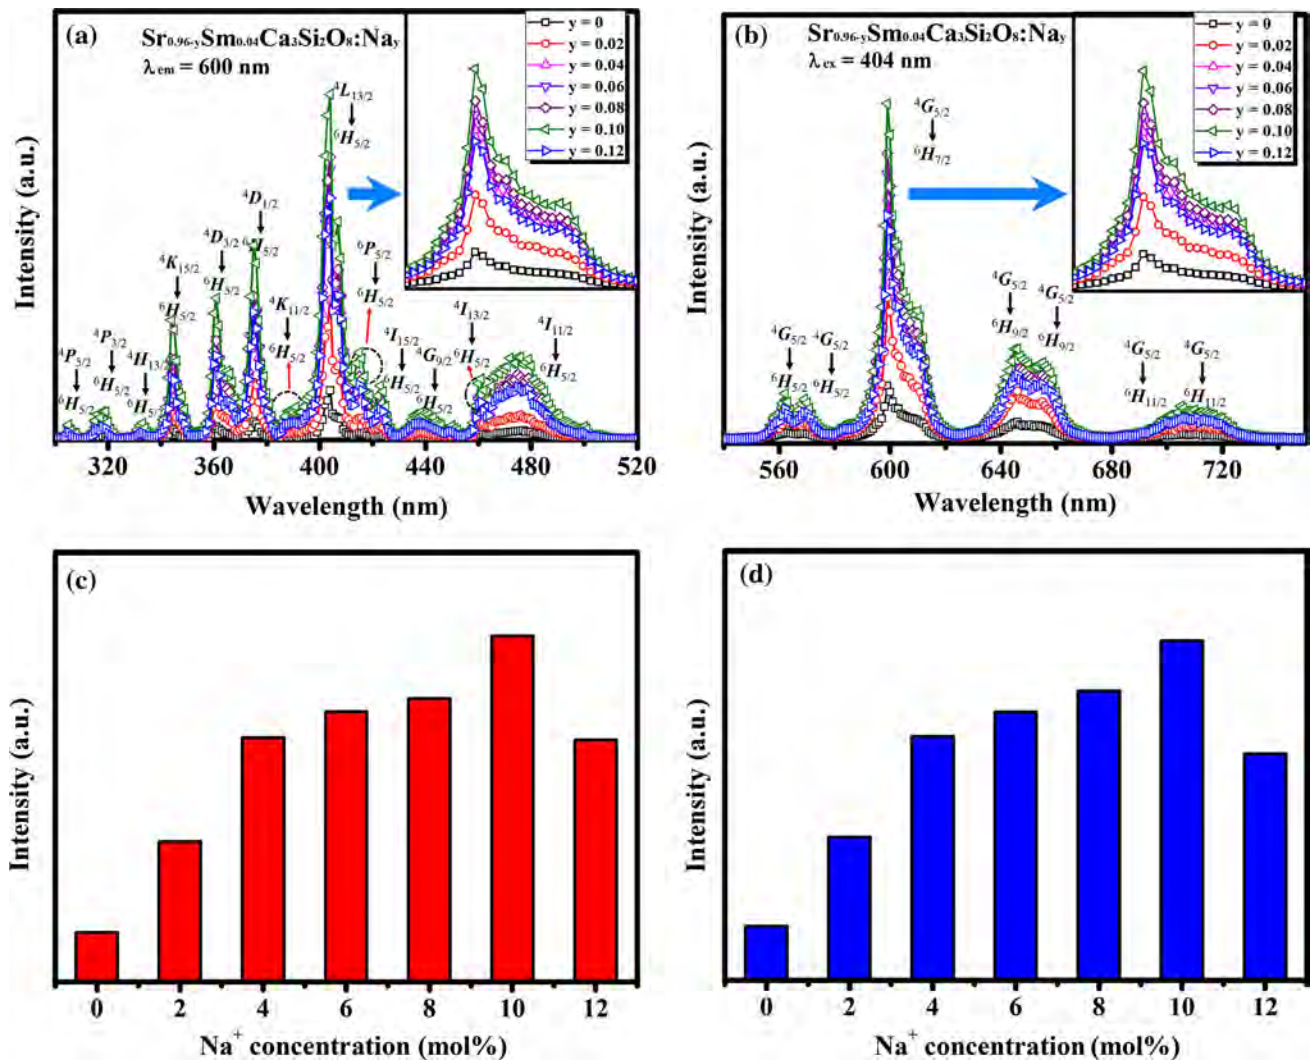 (a)
Sr0.96-ySm0.04Ca3Si2O8:Nay
λem = 600 nm
y = 0
y = 0.02
y = 0.04
y = 0.06
y = 0.08
y = 0.10
y = 0.12
4L13/2
6H5/2
4D1/2
6H5/2
4D3/2
6H5/2
6P5/2
6H5/2
4K15/2
6H5/2
4K11/2
6H5/2
4I13/2
6H5/2
4I11/2
6H5/2
4P3/2
6H5/2
4I15/2
6H5/2
4P5/2
6H5/2
4H13/2
6H5/2
4G9/2
6H5/2
Intensity (a.u.)
320 360 400 440 480 520
Wavelength (nm)
(b)
Sr0.96-ySm0.04Ca3Si2O8:Nay
λex = 404 nm
y = 0
y = 0.02
y = 0.04
y = 0.06
y = 0.08
y = 0.10
y = 0.12
4G5/2
6H7/2
4G5/2
6H9/2
4G5/2
6H9/2
4G5/2
6H5/2
4G5/2
6H5/2
4G5/2
6H11/2
4G5/2
6H11/2
Intensity (a.u.)
560 600 640 680 720
Wavelength (nm)
(c)
Intensity (a.u.)
0 2 4 6 8 10 12
Na+ concentration (mol%)
(d)
Intensity (a.u.)
0 2 4 6 8 10 12
Na+ concentration (mol%)